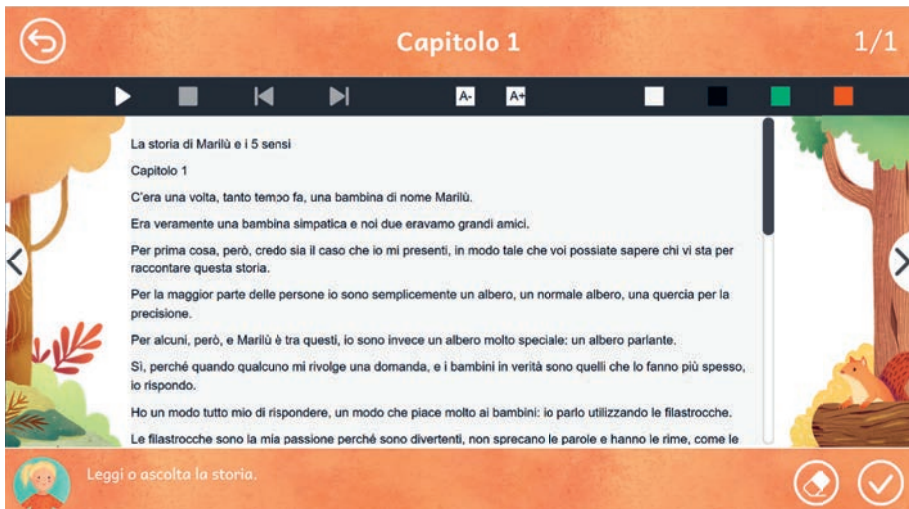 Capitolo 1
1/1
A-
A+
La storia di Marilù e i 5 sensi
Capitolo 1
C'era una volta, tanto tempo fa, una bambina di nome Marilù.
Era veramente una bambina simpatica e noi due eravamo grandi amici.
Per prima cosa, però, credo sia il caso che io mi presenti, in modo tale che voi possiate sapere chi vi sta per
raccontare questa storia.
Per la maggior parte delle persone io sono semplicemente un albero, un normale albero, una quercia per la
precisione.
Per alcuni, però, e Marilù è tra questi, io sono invece un albero molto speciale: un albero parlante.
Sì, perché quando qualcuno mi rivolge una domanda, e i bambini in verità sono quelli che lo fanno più spesso,
io rispondo.
Ho un modo tutto mio di rispondere, un modo che piace molto ai bambini: io parlo utilizzando le filastrocche.
Le filastrocche sono la mia passione perché sono divertenti, non sprecano le parole e hanno le rime, come le
Leggi o ascolta la storia.